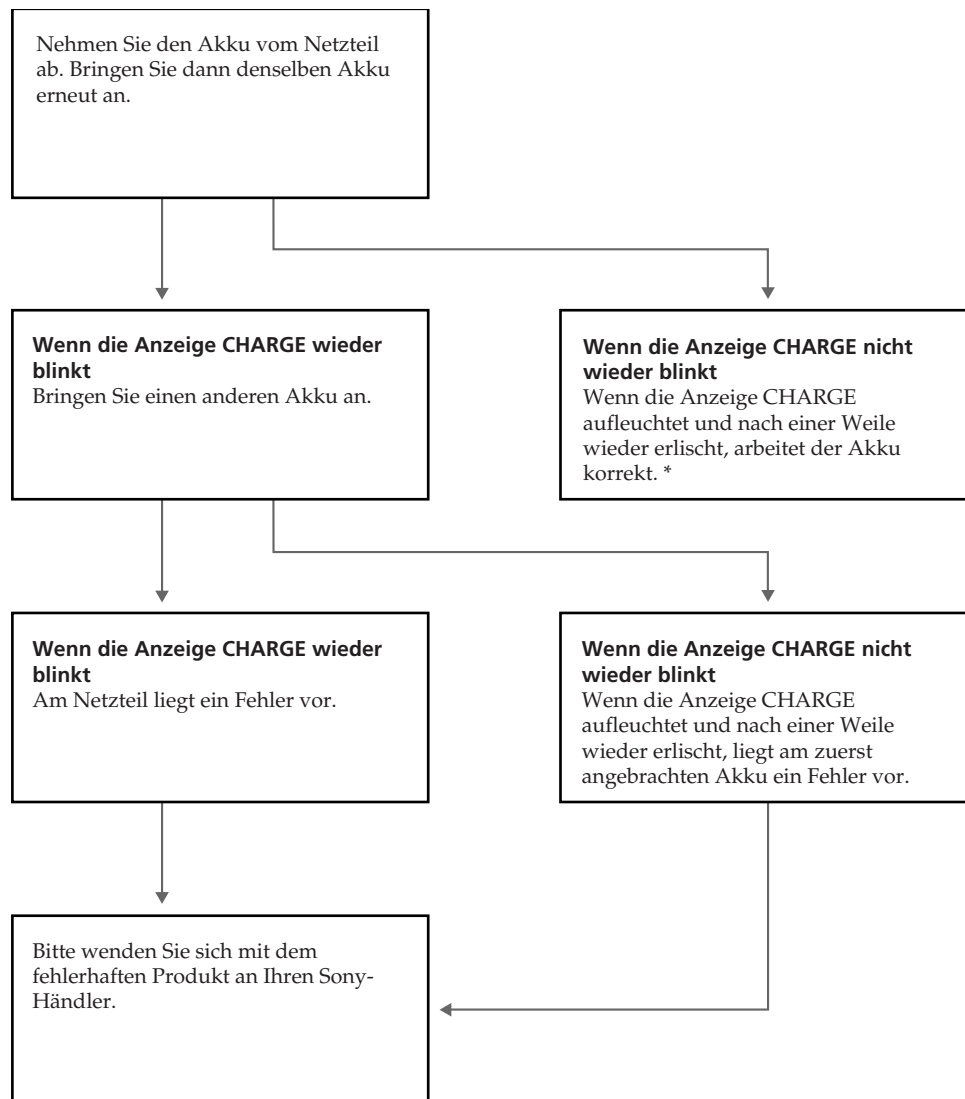 Nehmen Sie den Akku vom Netzteil
ab. Bringen Sie dann denselben Akku
erneut an.
Wenn die Anzeige CHARGE wieder
blinkt
Bringen Sie einen anderen Akku an.
Wenn die Anzeige CHARGE nicht
wieder blinkt
Wenn die Anzeige CHARGE
aufleuchtet und nach einer Weile
wieder erlischt, arbeitet der Akku
korrekt. *
Wenn die Anzeige CHARGE wieder
blinkt
Am Netzteil liegt ein Fehler vor.
Wenn die Anzeige CHARGE nicht
wieder blinkt
Wenn die Anzeige CHARGE
aufleuchtet und nach einer Weile
wieder erlischt, liegt am zuerst
angebrachten Akku ein Fehler vor.
Bitte wenden Sie sich mit dem
fehlerhaften Produkt an Ihren Sony-
Händler.